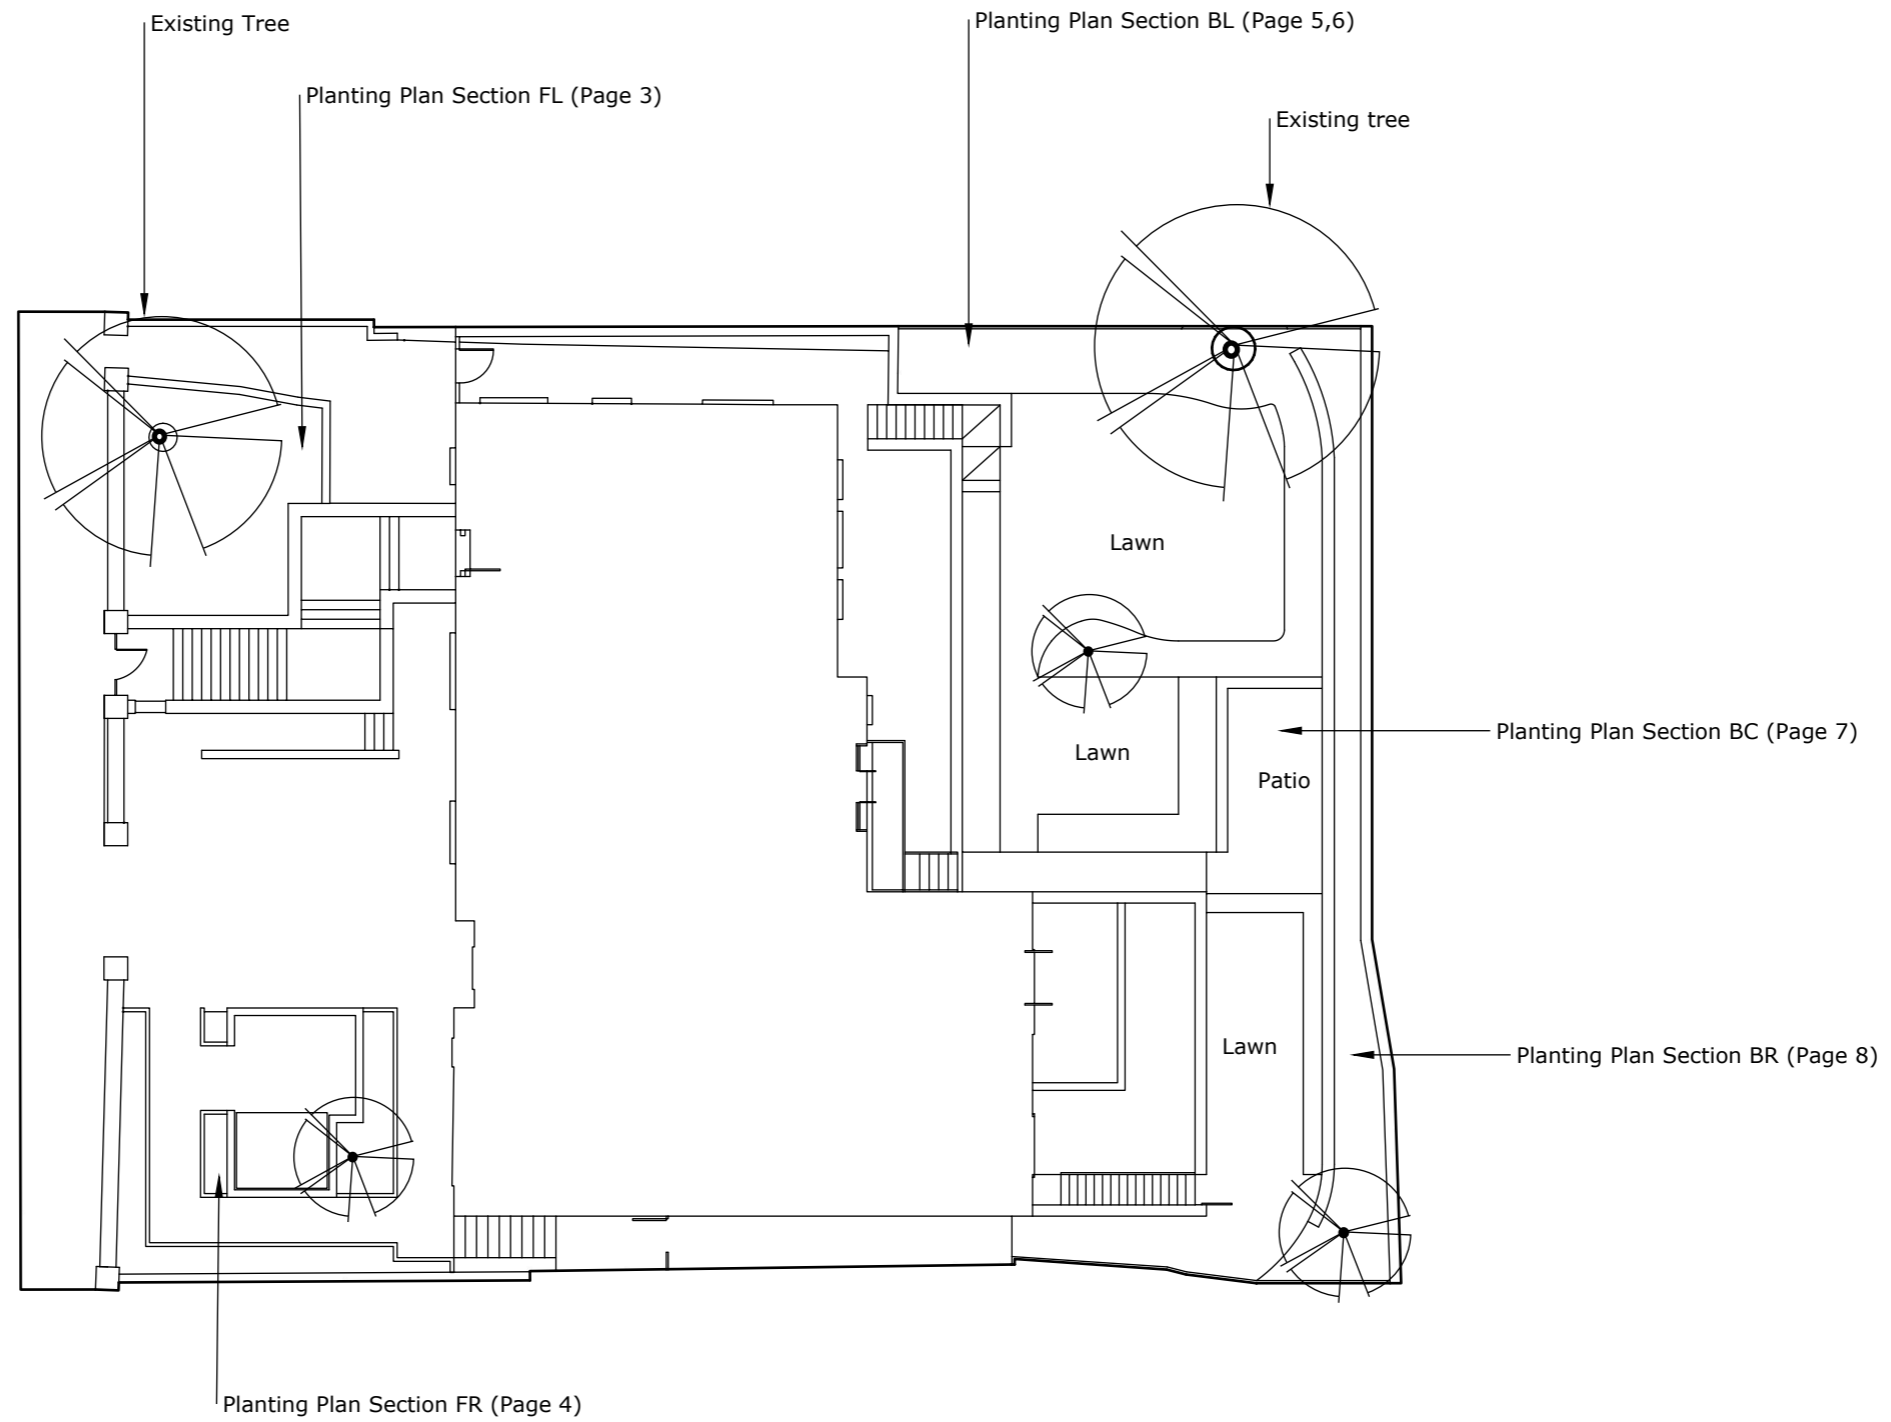 Existing Tree
Planting Plan Section BL (Page 5,6)
Planting Plan Section FL (Page 3)
Existing tree
Lawn
Planting Plan Section BC (Page 7)
Lawn
Patio
Lawn
Planting Plan Section BR (Page 8)
Planting Plan Section FR (Page 4)